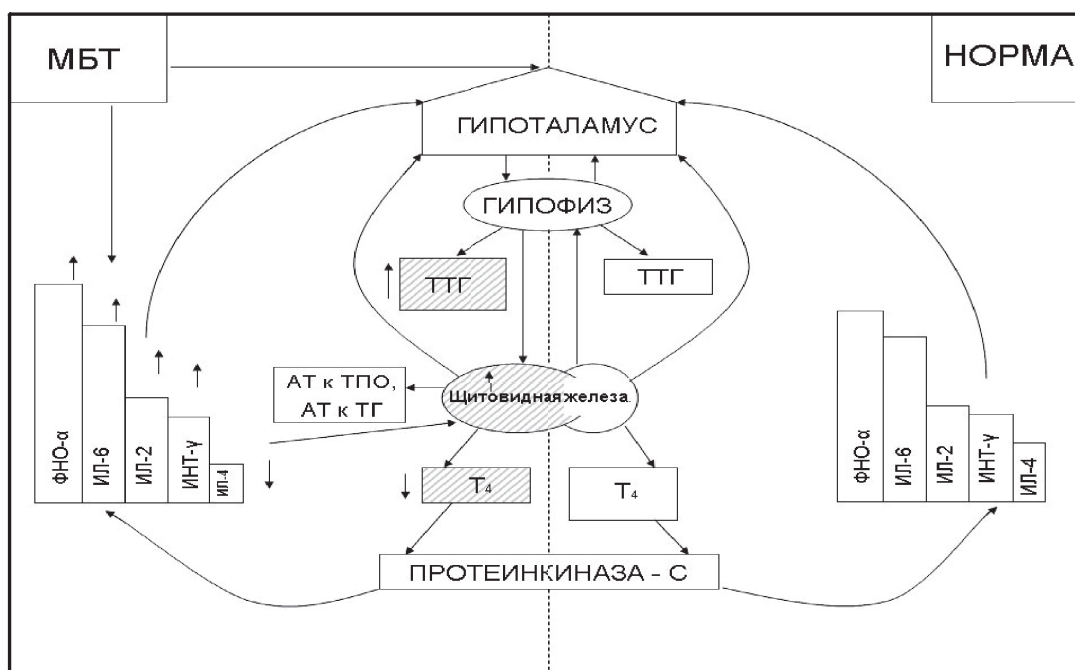 МБТ
НОРМА
ГИПОТАЛАМУС
ГИПОФИЗ
ТТГ
ТТГ
АТ к ТПО,
АТ к ТГ
Щитовидная железа
Т4
Т4
ПРОТЕИНКИНАЗА - С
ФНО-α
ИЛ-6
ИЛ-2
ИНТ-γ
ИЛ-4
ФНО-α
ИЛ-6
ИЛ-2
ИНТ-γ
ИЛ-4